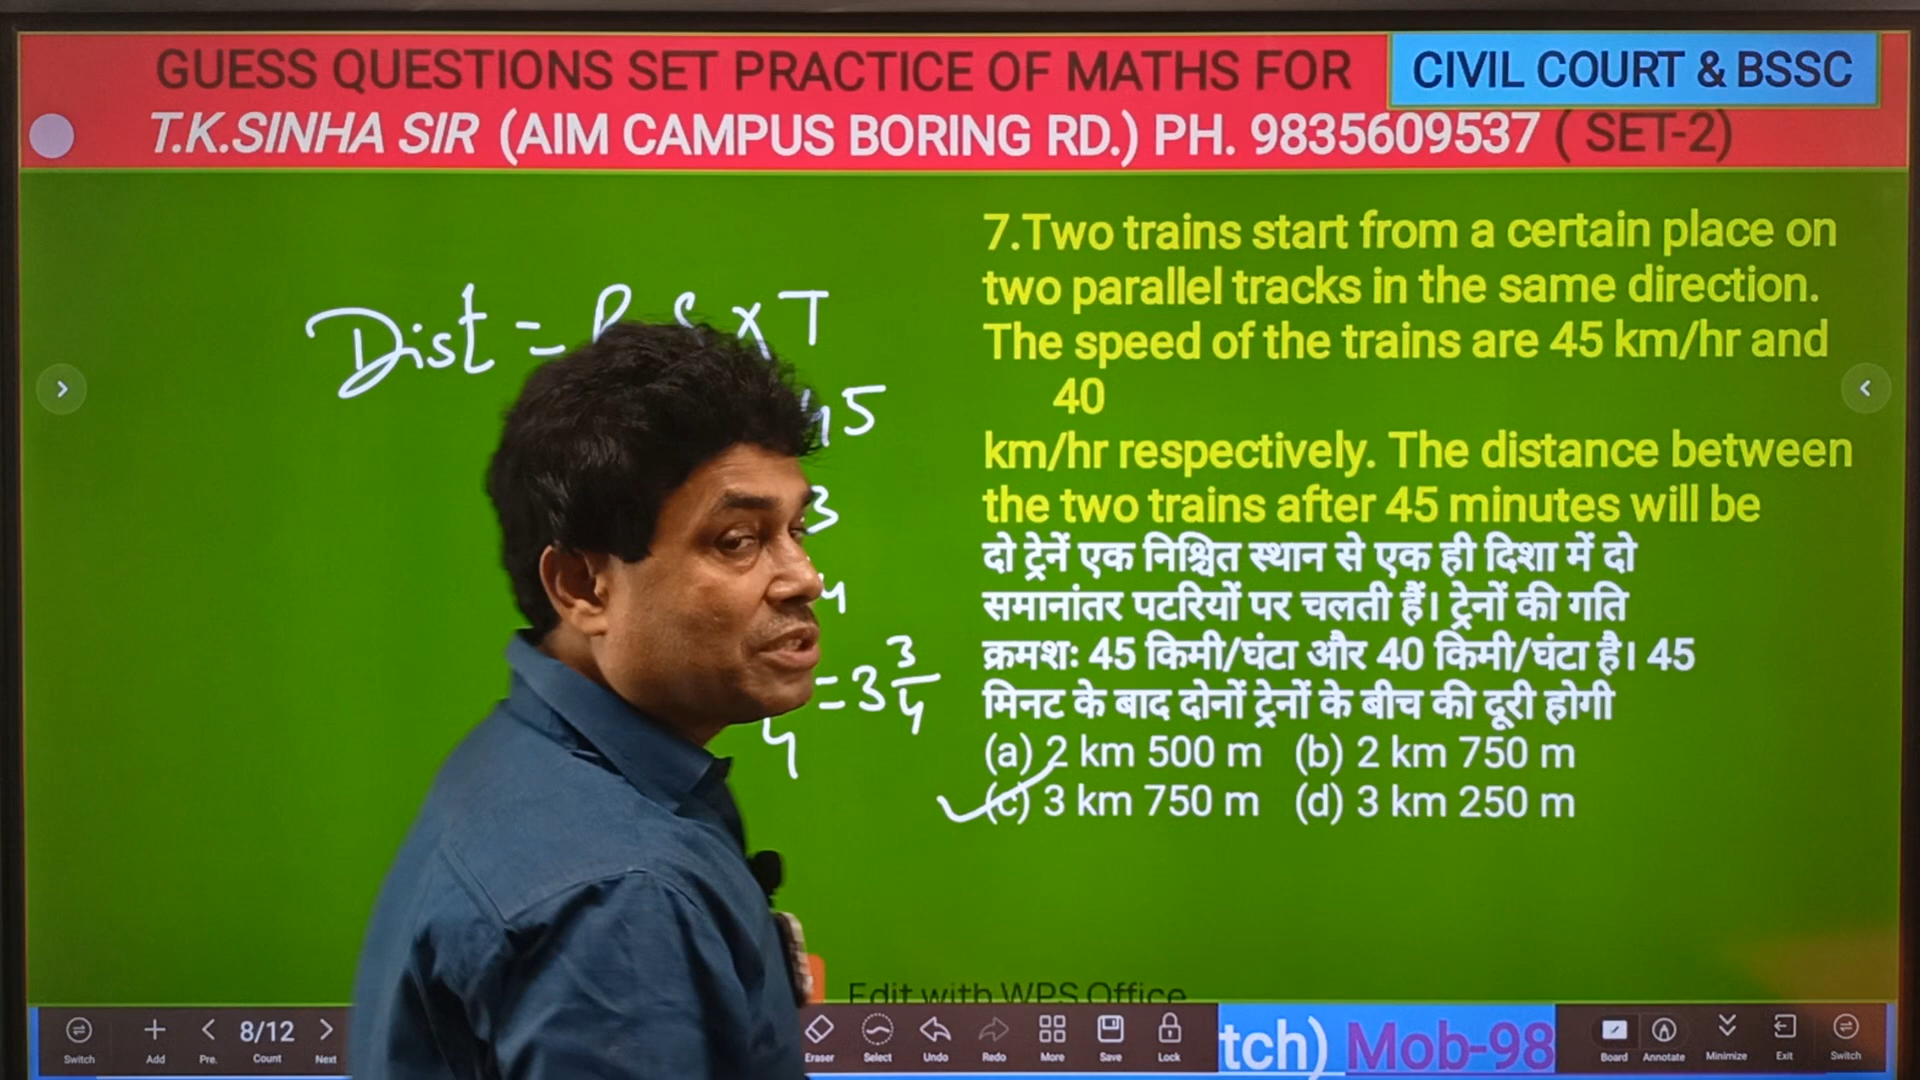 GUESS QUESTIONS SET PRACTICE OF MATHS FOR CIVIL COURT & BSSC
T.K.SINHA SIR (AIM CAMPUS BORING RD.) PH. 9835609537 ( SET-2)
7.Two trains start from a certain place on
two parallel tracks in the same direction.
The speed of the trains are 45 km/hr and
40
km/hr respectively. The distance between
the two trains after 45 minutes will be
दो ट्रेनें एक निश्चित स्थान से एक ही दिशा में दो
समानांतर पटरियों पर चलती हैं। ट्रेनों की गति
क्रमशः 45 किमी/घंटा और 40 किमी/घंटा है। 45
मिनट के बाद दोनों ट्रेनों के बीच की दूरी होगी
(a) 2 km 500 m (b) 2 km 750 m
(c) 3 km 750 m (d) 3 km 250 m
Dist = × T
45
3
4
4 = 3 3/4
Edit with WPS Office
Switch Add Pre. 8/12 Count Next Eraser Select Undo Redo More Save Lock tch) Mob-98 Board Annotate Minimize Exit Switch